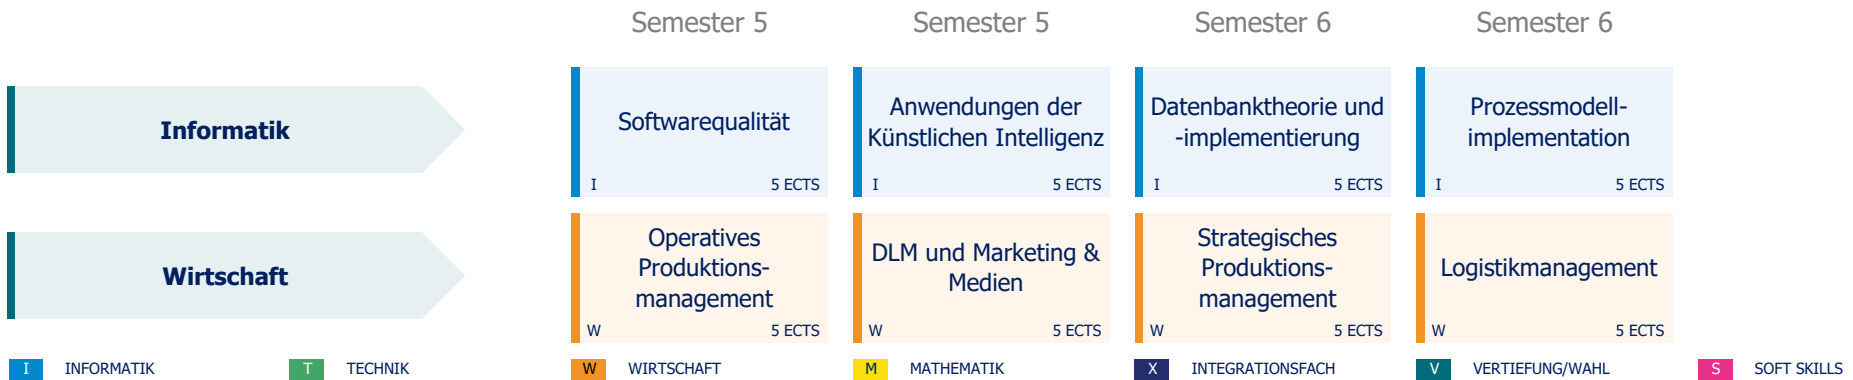 Semester 5
Semester 5
Semester 6
Semester 6
Informatik
Softwarequalität
I 5 ECTS
Anwendungen der
Künstlichen Intelligenz
I 5 ECTS
Datenbanktheorie und
-implementierung
I 5 ECTS
Prozessmodell-
implementation
I 5 ECTS
Wirtschaft
Operatives
Produktions-
management
W 5 ECTS
DLM und Marketing &
Medien
W 5 ECTS
Strategisches
Produktions-
management
W 5 ECTS
Logistikmanagement
W 5 ECTS
I INFORMATIK
T TECHNIK
W WIRTSCHAFT
M MATHEMATIK
X INTEGRATIONSFACH
V VERTIEFUNG/WAHL
S SOFT SKILLS